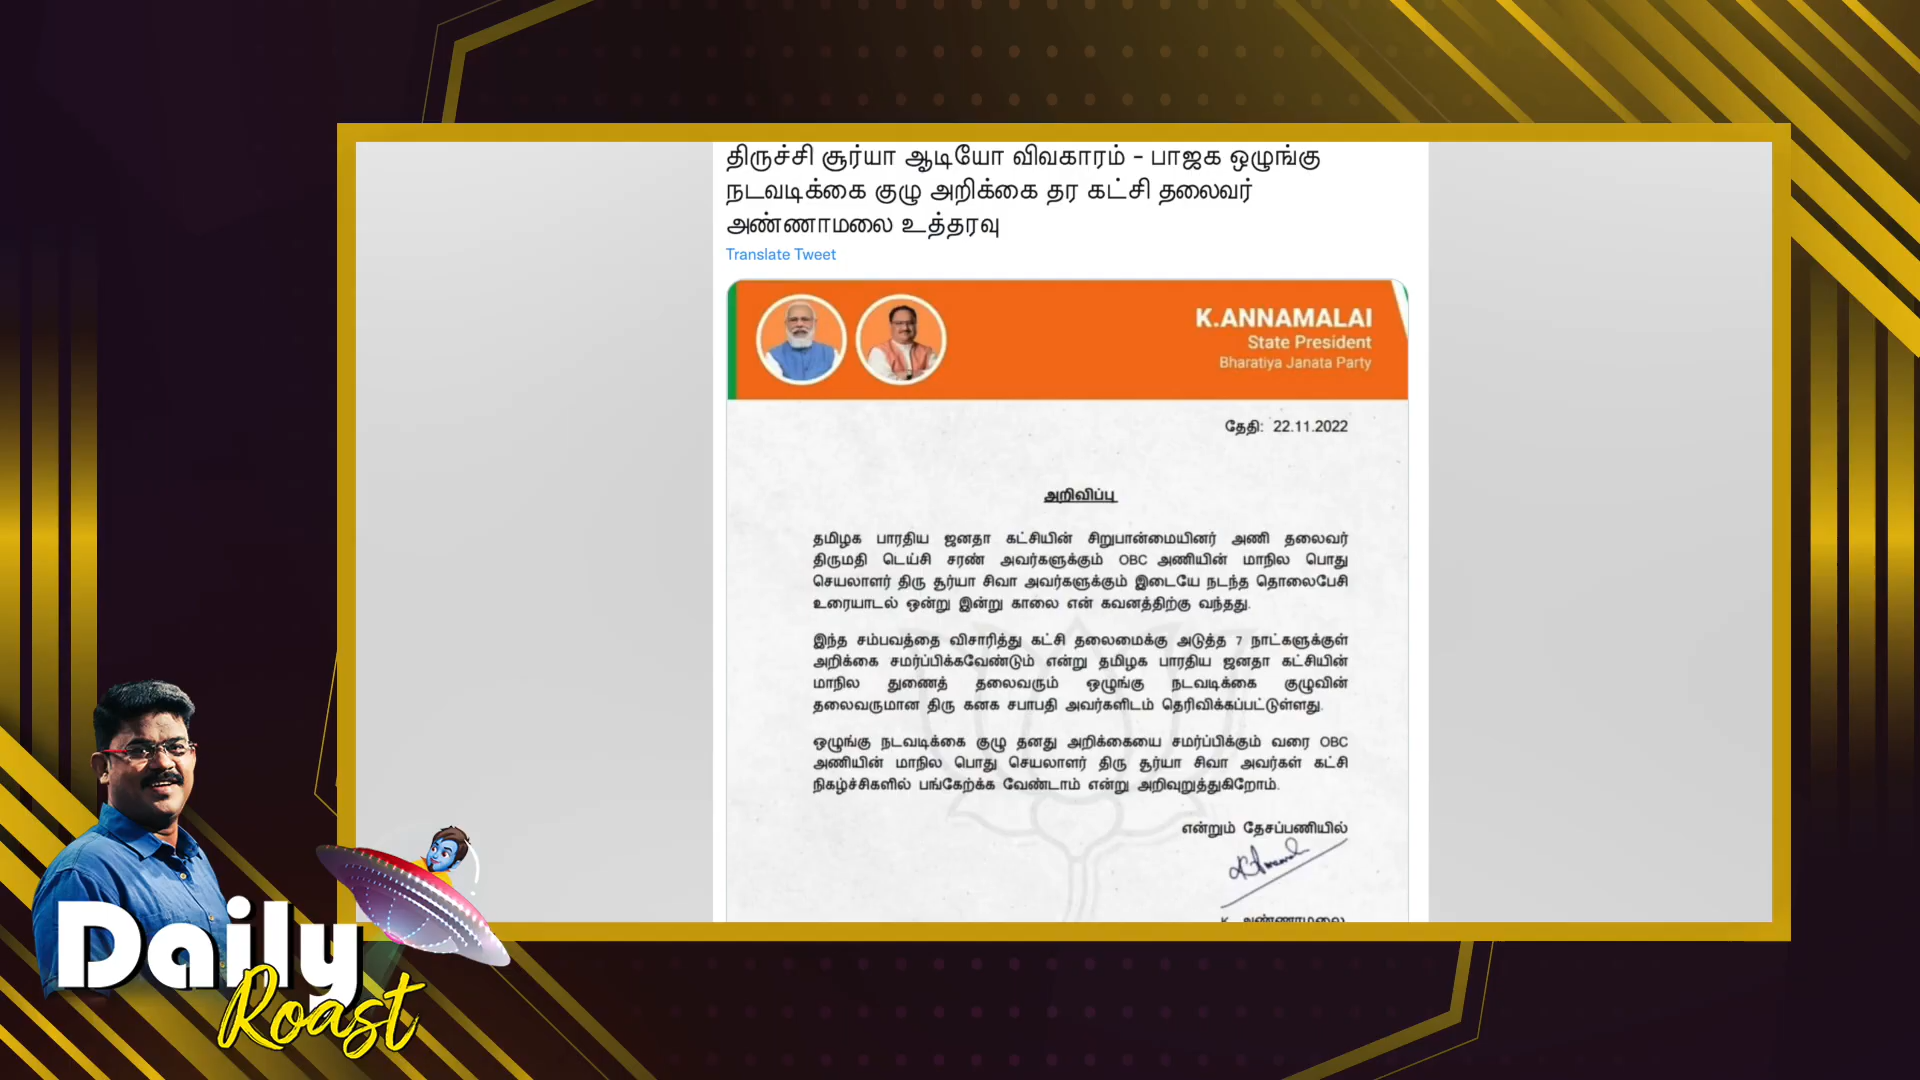 திருச்சி சூர்யா ஆடியோ விவகாரம் - பாஜக ஒழுங்கு
நடவடிக்கை குழு அறிக்கை தர கட்சி தலைவர்
அண்ணாமலை உத்தரவு
Translate Tweet
K.ANNAMALAI
State President
Bharatiya Janata Party
தேதி: 22.11.2022
அறிவிப்பு
தமிழக பாரதிய ஜனதா கட்சியின் சிறுபான்மையினர் அணி தலைவர்
திருமதி டெய்சி சரண் அவர்களுக்கும் OBC அணியின் மாநில பொது
செயலாளர் திரு சூர்யா சிவா அவர்களுக்கும் இடையே நடந்த தொலைபேசி
உரையாடல் ஒன்று இன்று காலை என் கவனத்திற்கு வந்தது.
இந்த சம்பவத்தை விசாரித்து கட்சி தலைமைக்கு அடுத்த 7 நாட்களுக்குள்
அறிக்கை சமர்ப்பிக்கவேண்டும் என்று தமிழக பாரதிய ஜனதா கட்சியின்
மாநில துணைத் தலைவரும் ஒழுங்கு நடவடிக்கை குழுவின்
தலைவருமான திரு கனக சபாபதி அவர்களிடம் தெரிவிக்கப்பட்டுள்ளது.
ஒழுங்கு நடவடிக்கை குழு தனது அறிக்கையை சமர்ப்பிக்கும் வரை OBC
அணியின் மாநில பொது செயலாளர் திரு சூர்யா சிவா அவர்கள் கட்சி
நிகழ்ச்சிகளில் பங்கேற்க வேண்டாம் என்று அறிவுறுத்துகிறோம்.
என்றும் தேசப்பணியில்
K. அண்ணாமலை
Daily
Roast